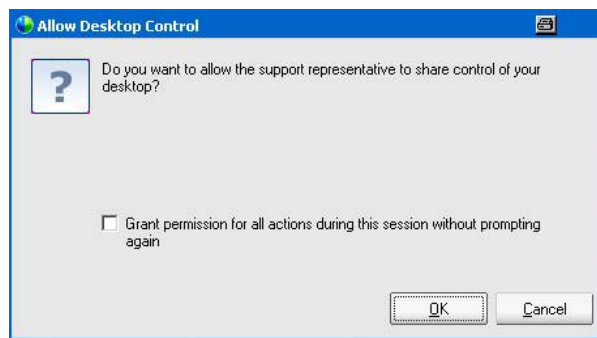 Allow Desktop Control
Do you want to allow the support representative to share control of your
desktop?
Grant permission for all actions during this session without prompting
again
OK
Cancel